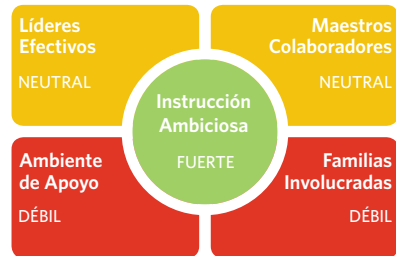 Líderes
Efectivos
NEUTRAL
Maestros
Colaboradores
NEUTRAL
Instrucción
Ambiciosa
FUERTE
Ambiente
de Apoyo
DÉBIL
Familias
Involucradas
DÉBIL